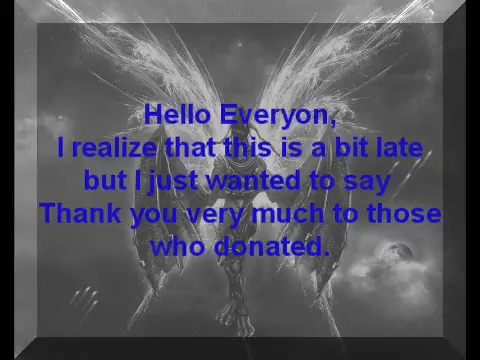 Hello Everyon,
I realize that this is a bit late
but I just wanted to say
Thank you very much to those
who donated.